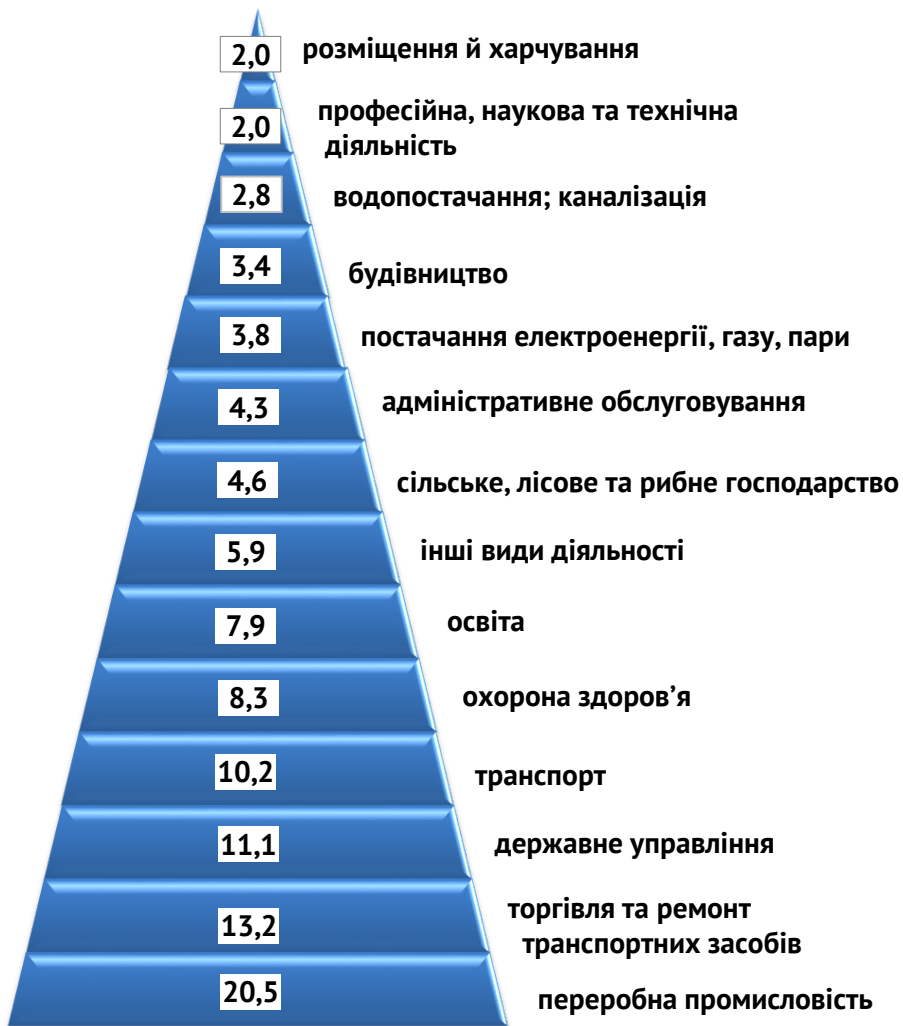 2,0 розміщення й харчування
2,0 професійна, наукова та технічна
діяльність
2,8 водопостачання; каналізація
3,4 будівництво
3,8 постачання електроенергії, газу, пари
4,3 адміністративне обслуговування
4,6 сільське, лісове та рибне господарство
5,9 інші види діяльності
7,9 освіта
8,3 охорона здоров’я
10,2 транспорт
11,1 державне управління
13,2 торгівля та ремонт
транспортних засобів
20,5 переробна промисловість